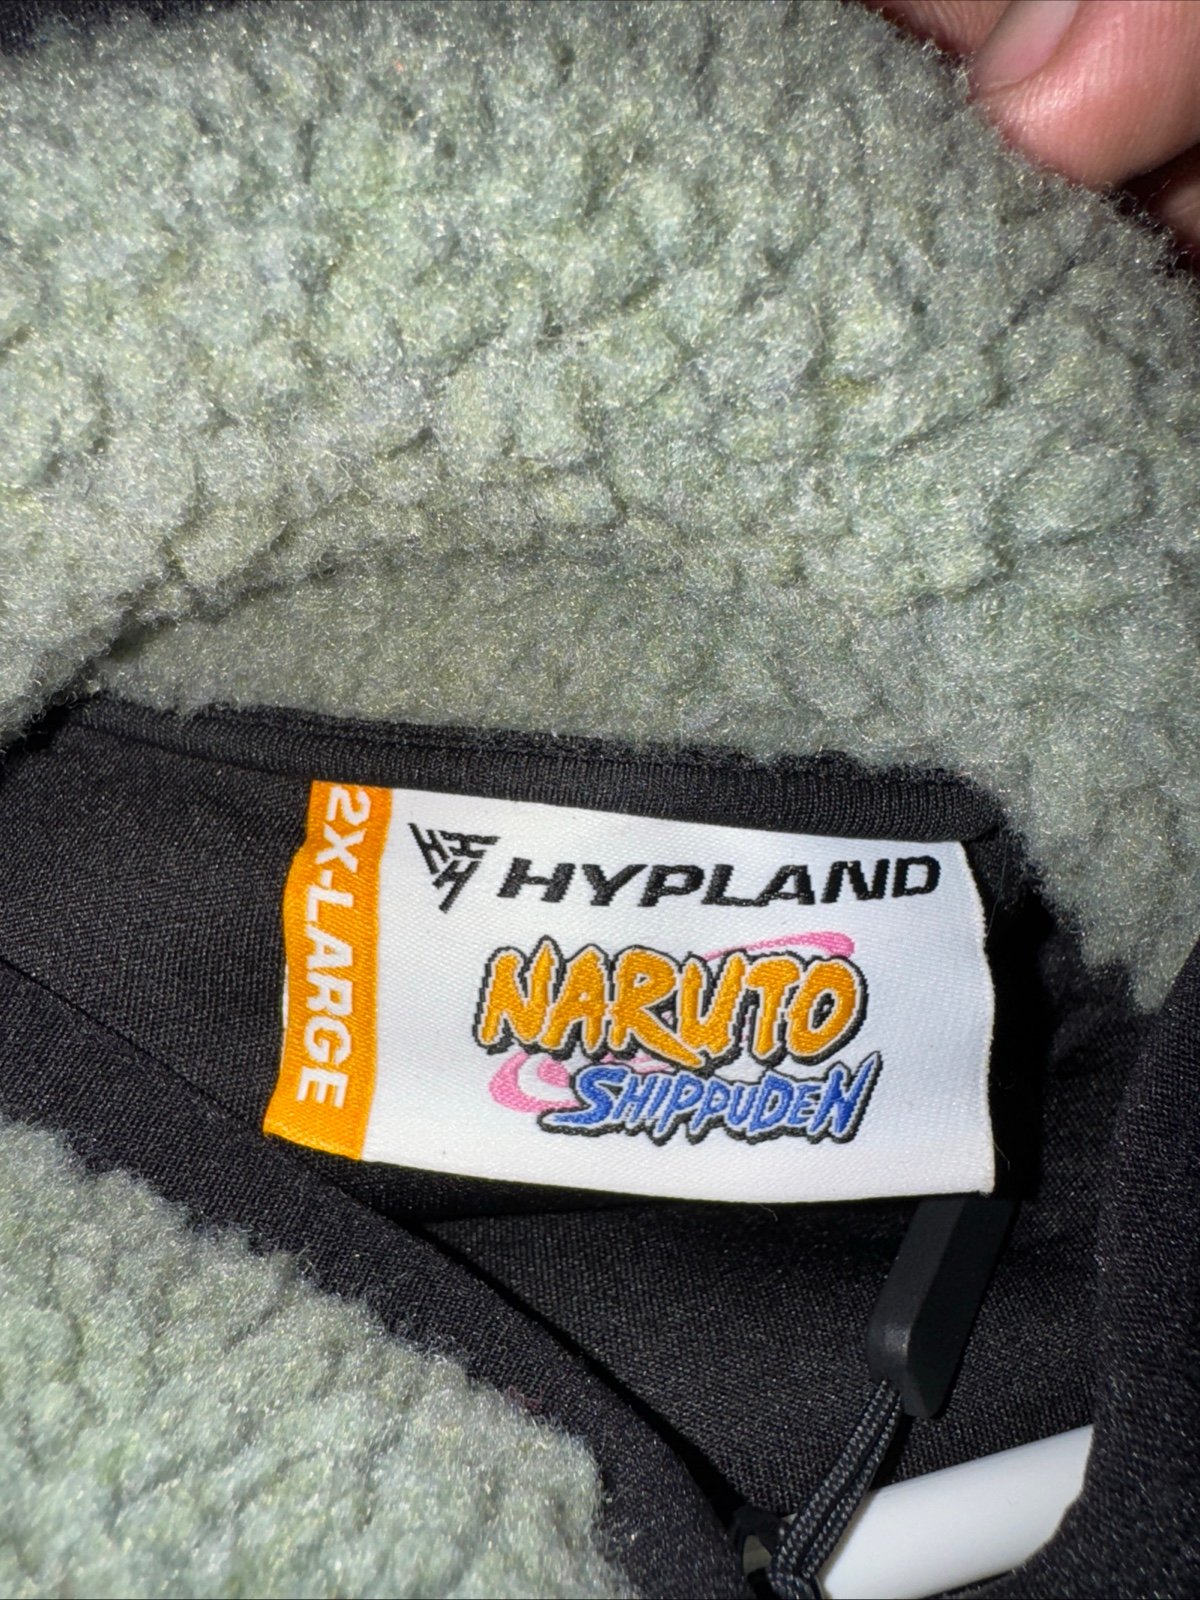 2X-LARGE
HYPLAND
NARUTO
SHIPPUDEN